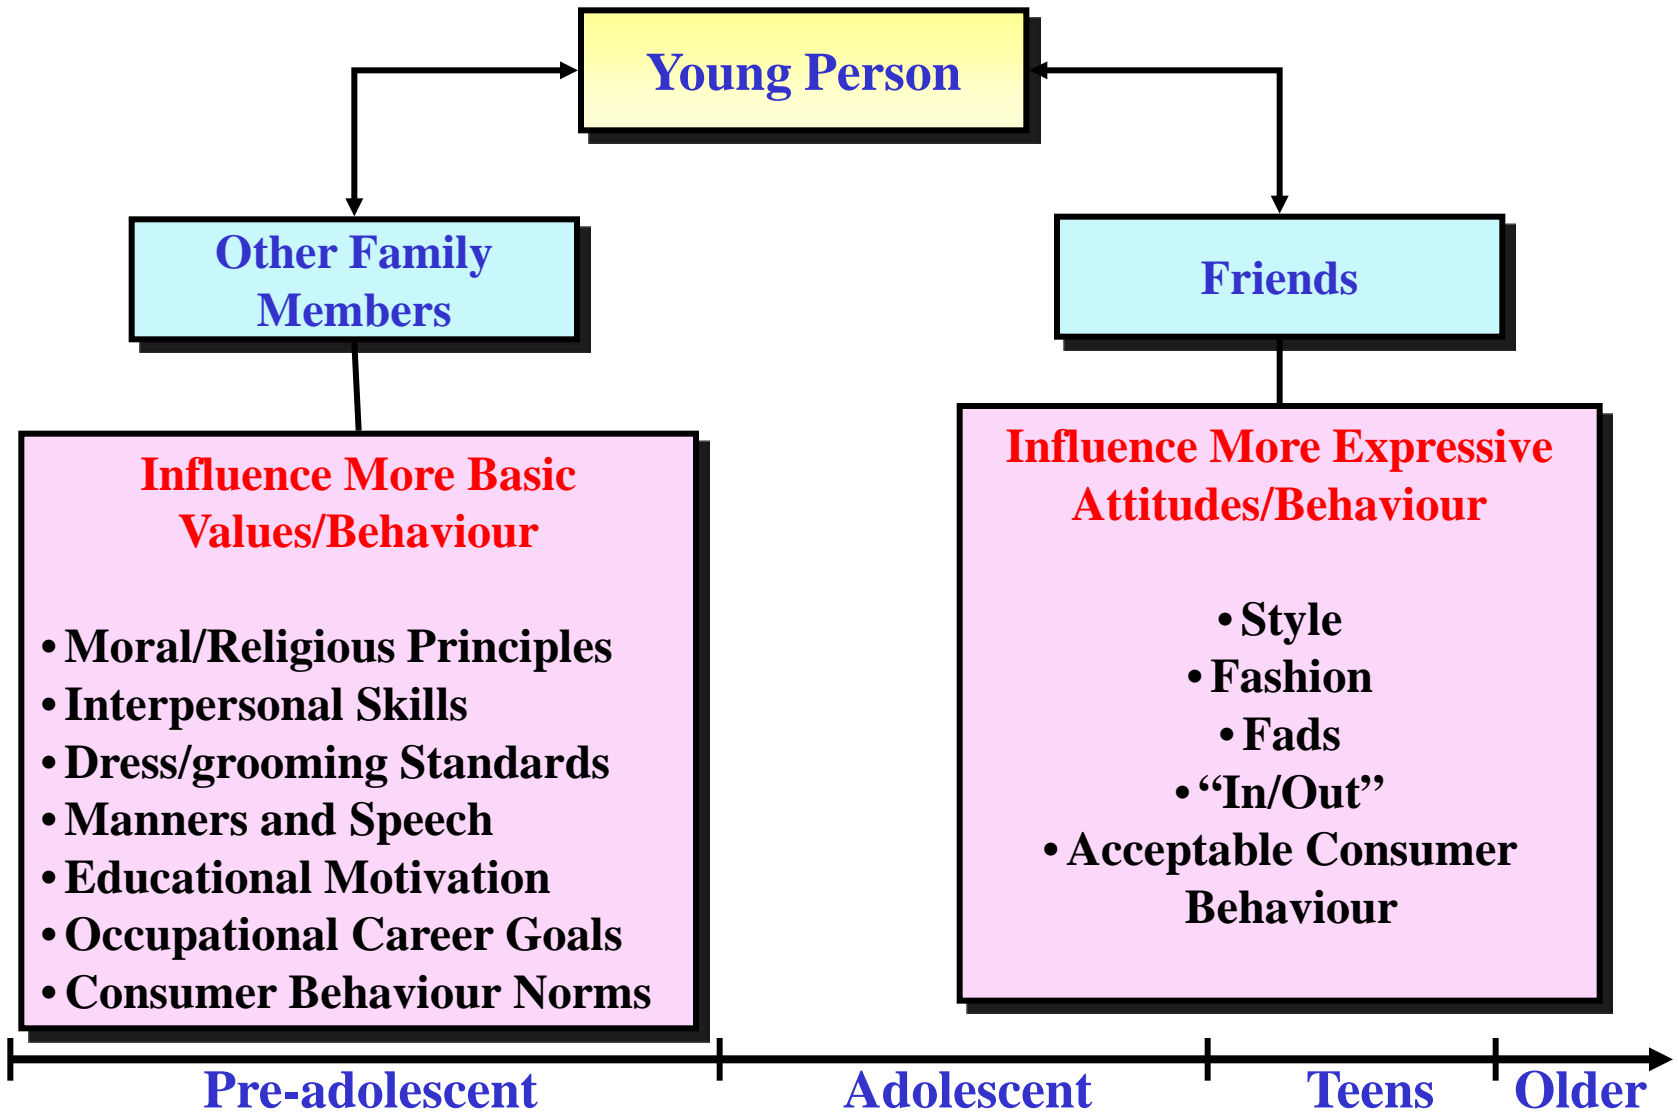 Young Person
Other Family
Members
Friends
Influence More Basic
Values/Behaviour
• Moral/Religious Principles
• Interpersonal Skills
• Dress/grooming Standards
• Manners and Speech
• Educational Motivation
• Occupational Career Goals
• Consumer Behaviour Norms
Influence More Expressive
Attitudes/Behaviour
• Style
• Fashion
• Fads
• “In/Out”
• Acceptable Consumer
Behaviour
Pre-adolescent
Adolescent
Teens
Older